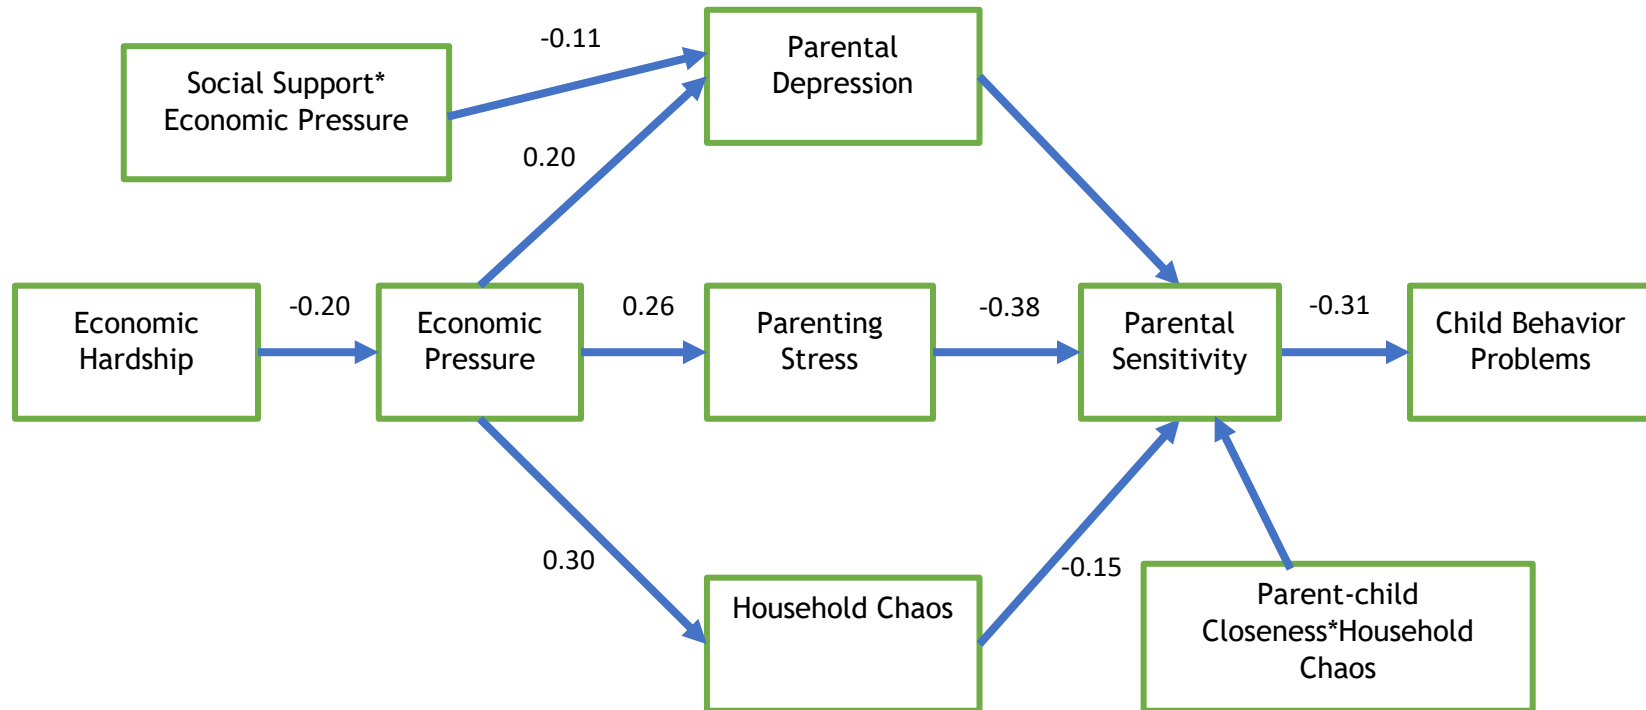 -0.11
Parental
Depression
Social Support*
Economic Pressure
0.20
Economic
Hardship
-0.20
Economic
Pressure
0.26
Parenting
Stress
-0.38
Parental
Sensitivity
-0.31
Child Behavior
Problems
0.30
Household Chaos
-0.15
Parent-child
Closeness*Household
Chaos